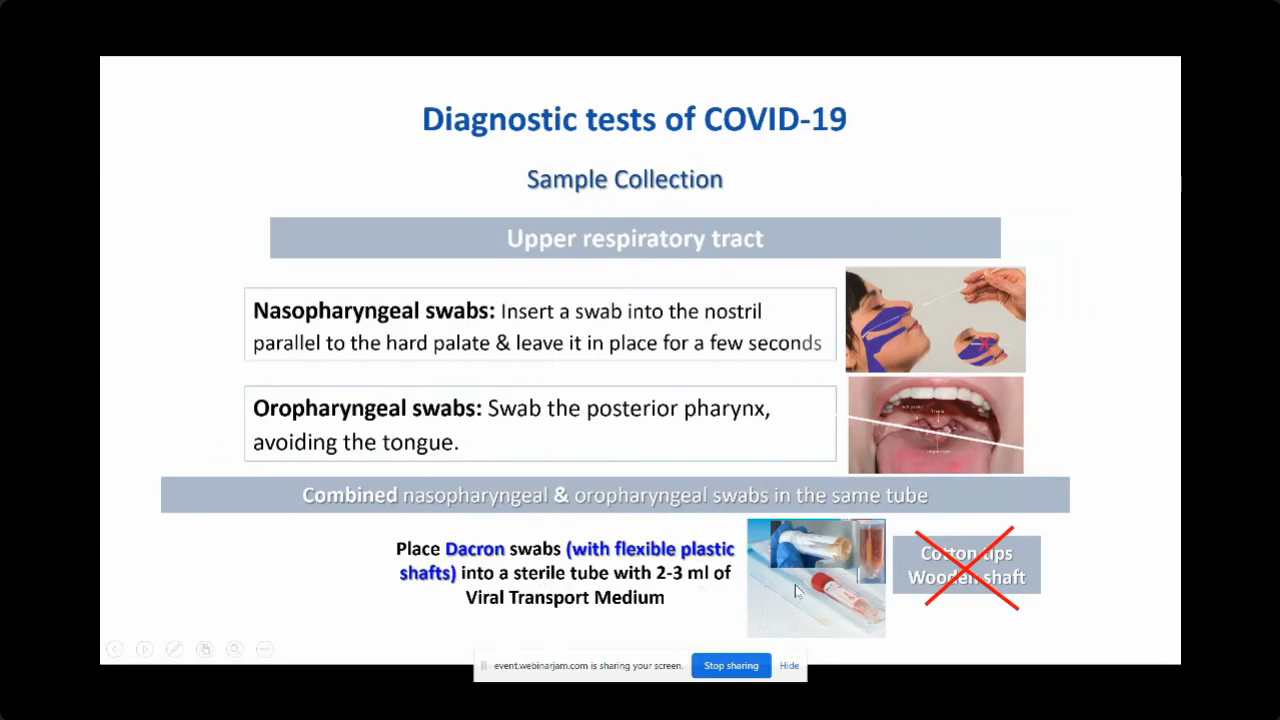 Diagnostic tests of COVID-19
Sample Collection
Upper respiratory tract
Nasopharyngeal swabs: Insert a swab into the nostril
parallel to the hard palate & leave it in place for a few seconds
Oropharyngeal swabs: Swab the posterior pharynx,
avoiding the tongue.
Combined nasopharyngeal & oropharyngeal swabs in the same tube
Place Dacron swabs (with flexible plastic
shafts) into a sterile tube with 2-3 ml of
Viral Transport Medium
Cotton tips
Wooden shaft
event.webinarjam.com is sharing your screen.
Stop sharing
Hide